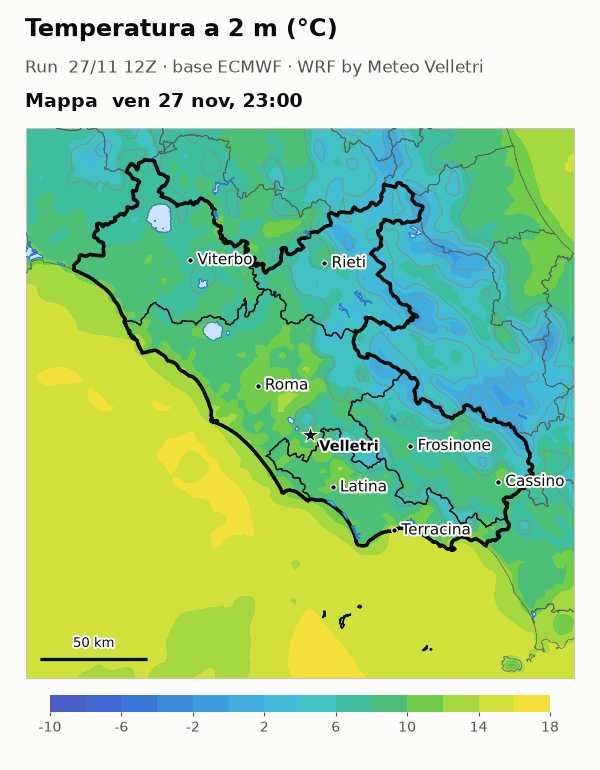 Temperatura a 2 m (°C)
Run  27/11 12Z · base ECMWF · WRF by Meteo Velletri
Mappa  ven 27 nov, 23:00
Viterbo
Rieti
Roma
Velletri
Frosinone
Latina
Cassino
Terracina
50 km
-10 -6 -2 2 6 10 14 18